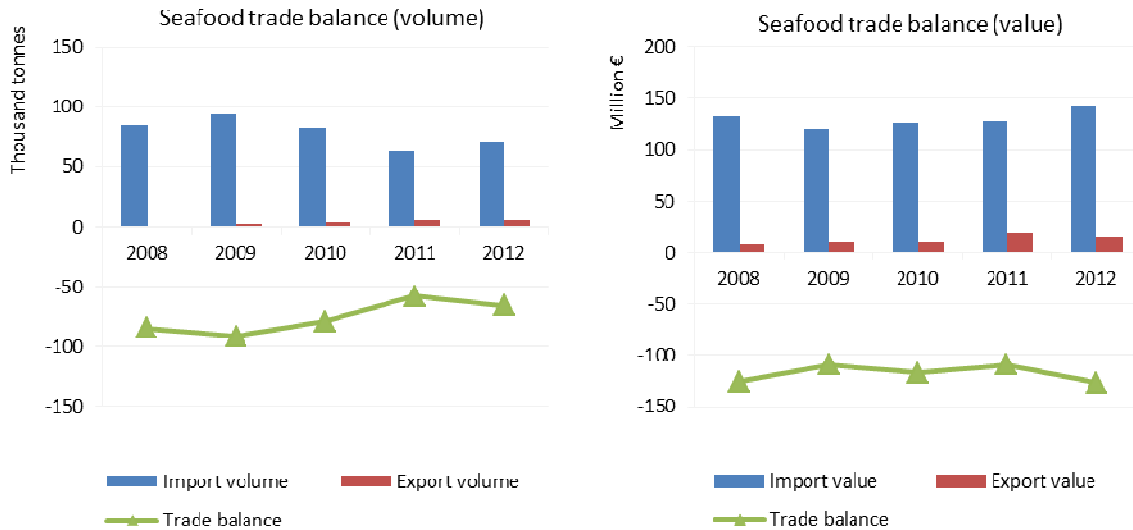 Seafood trade balance (volume)
Thousand tonnes
150
100
50
0
-50
-100
-150
2008 2009 2010 2011 2012
Import volume Export volume
Trade balance
Seafood trade balance (value)
Million €
200
150
100
50
0
-50
-100
-150
2008 2009 2010 2011 2012
Import value Export value
Trade balance